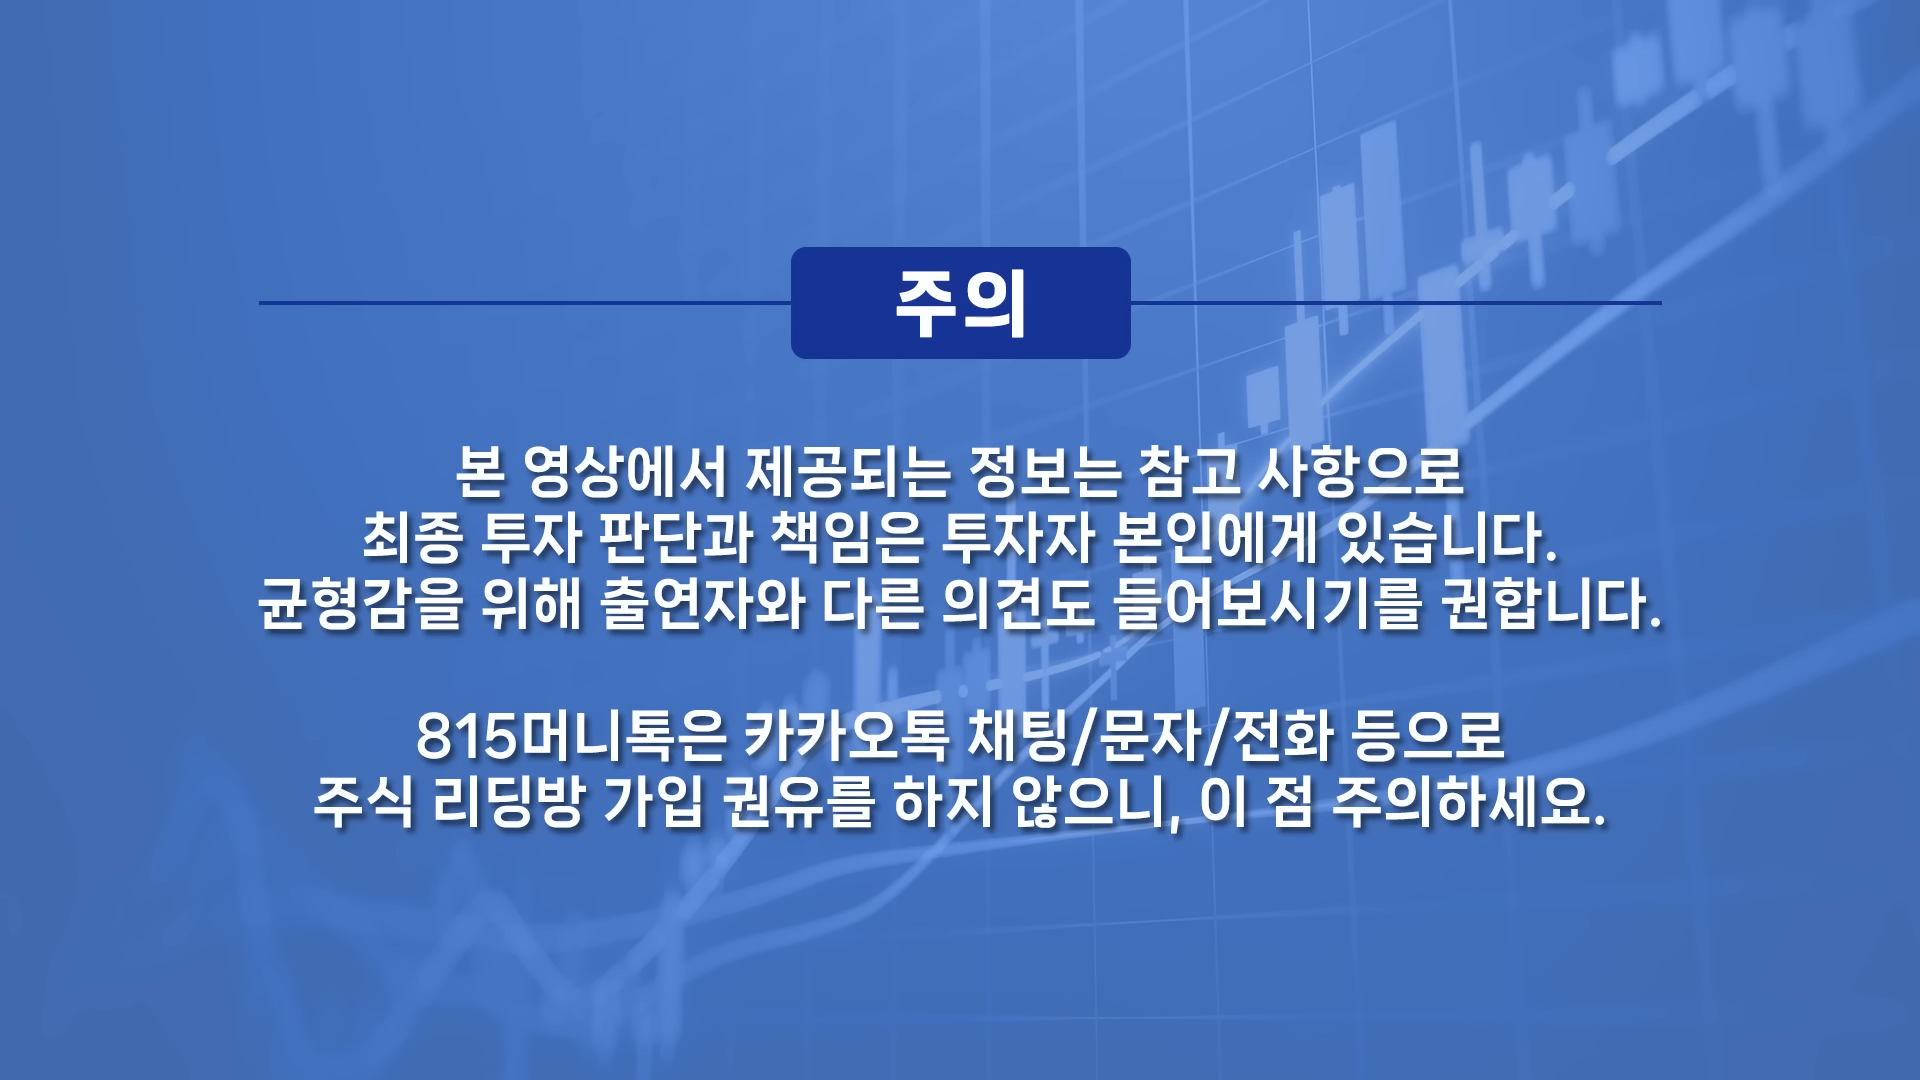 주의
본 영상에서 제공되는 정보는 참고 사항으로
최종 투자 판단과 책임은 투자자 본인에게 있습니다.
균형감을 위해 출연자와 다른 의견도 들어보시기를 권합니다.
815머니톡은 카카오톡 채팅/문자/전화 등으로
주식 리딩방 가입 권유를 하지 않으니, 이 점 주의하세요.